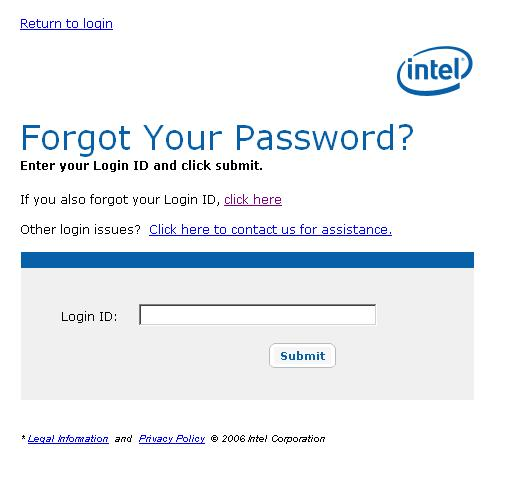 Return to login
intel
Forgot Your Password?
Enter your Login ID and click submit.
If you also forgot your Login ID, click here
Other login issues? Click here to contact us for assistance.
Login ID:
Submit
* Legal Information and Privacy Policy © 2006 Intel Corporation